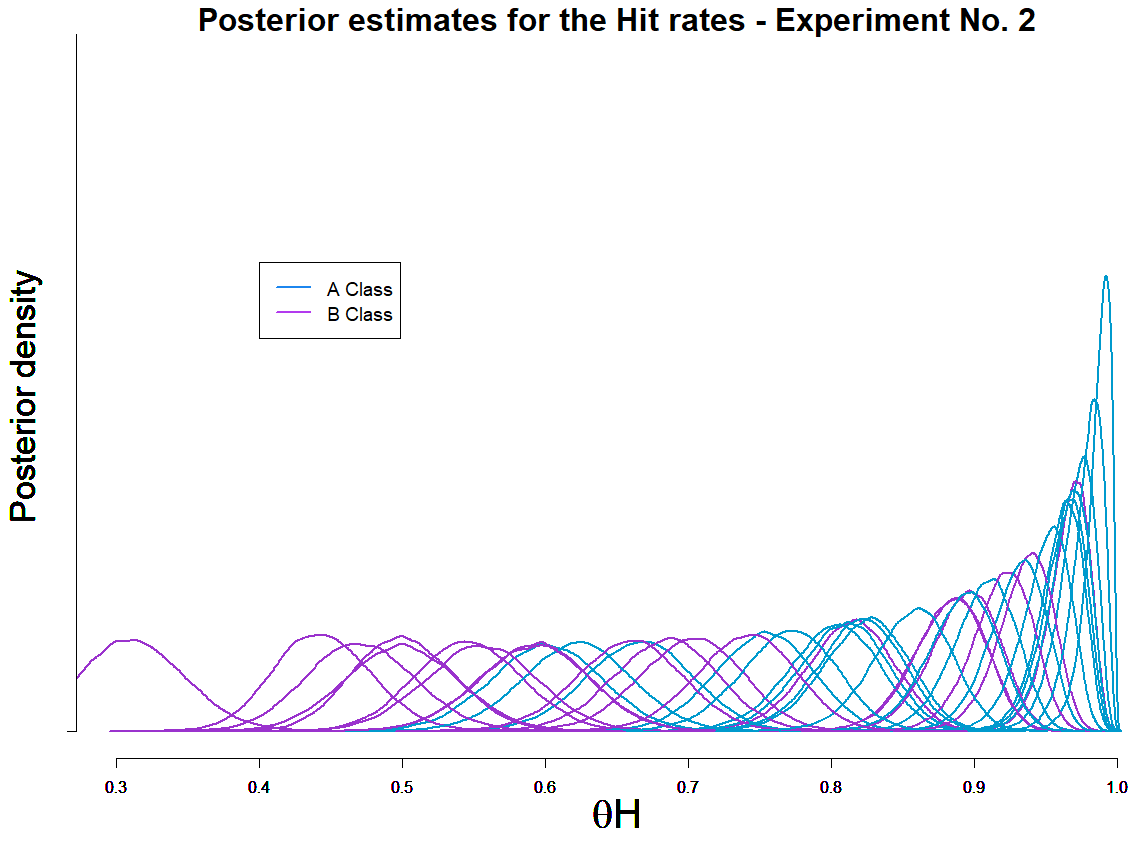 Posterior estimates for the Hit rates - Experiment No. 2
Posterior density
A Class
B Class
0.3 0.4 0.5 0.6 0.7 0.8 0.9 1.0
θH